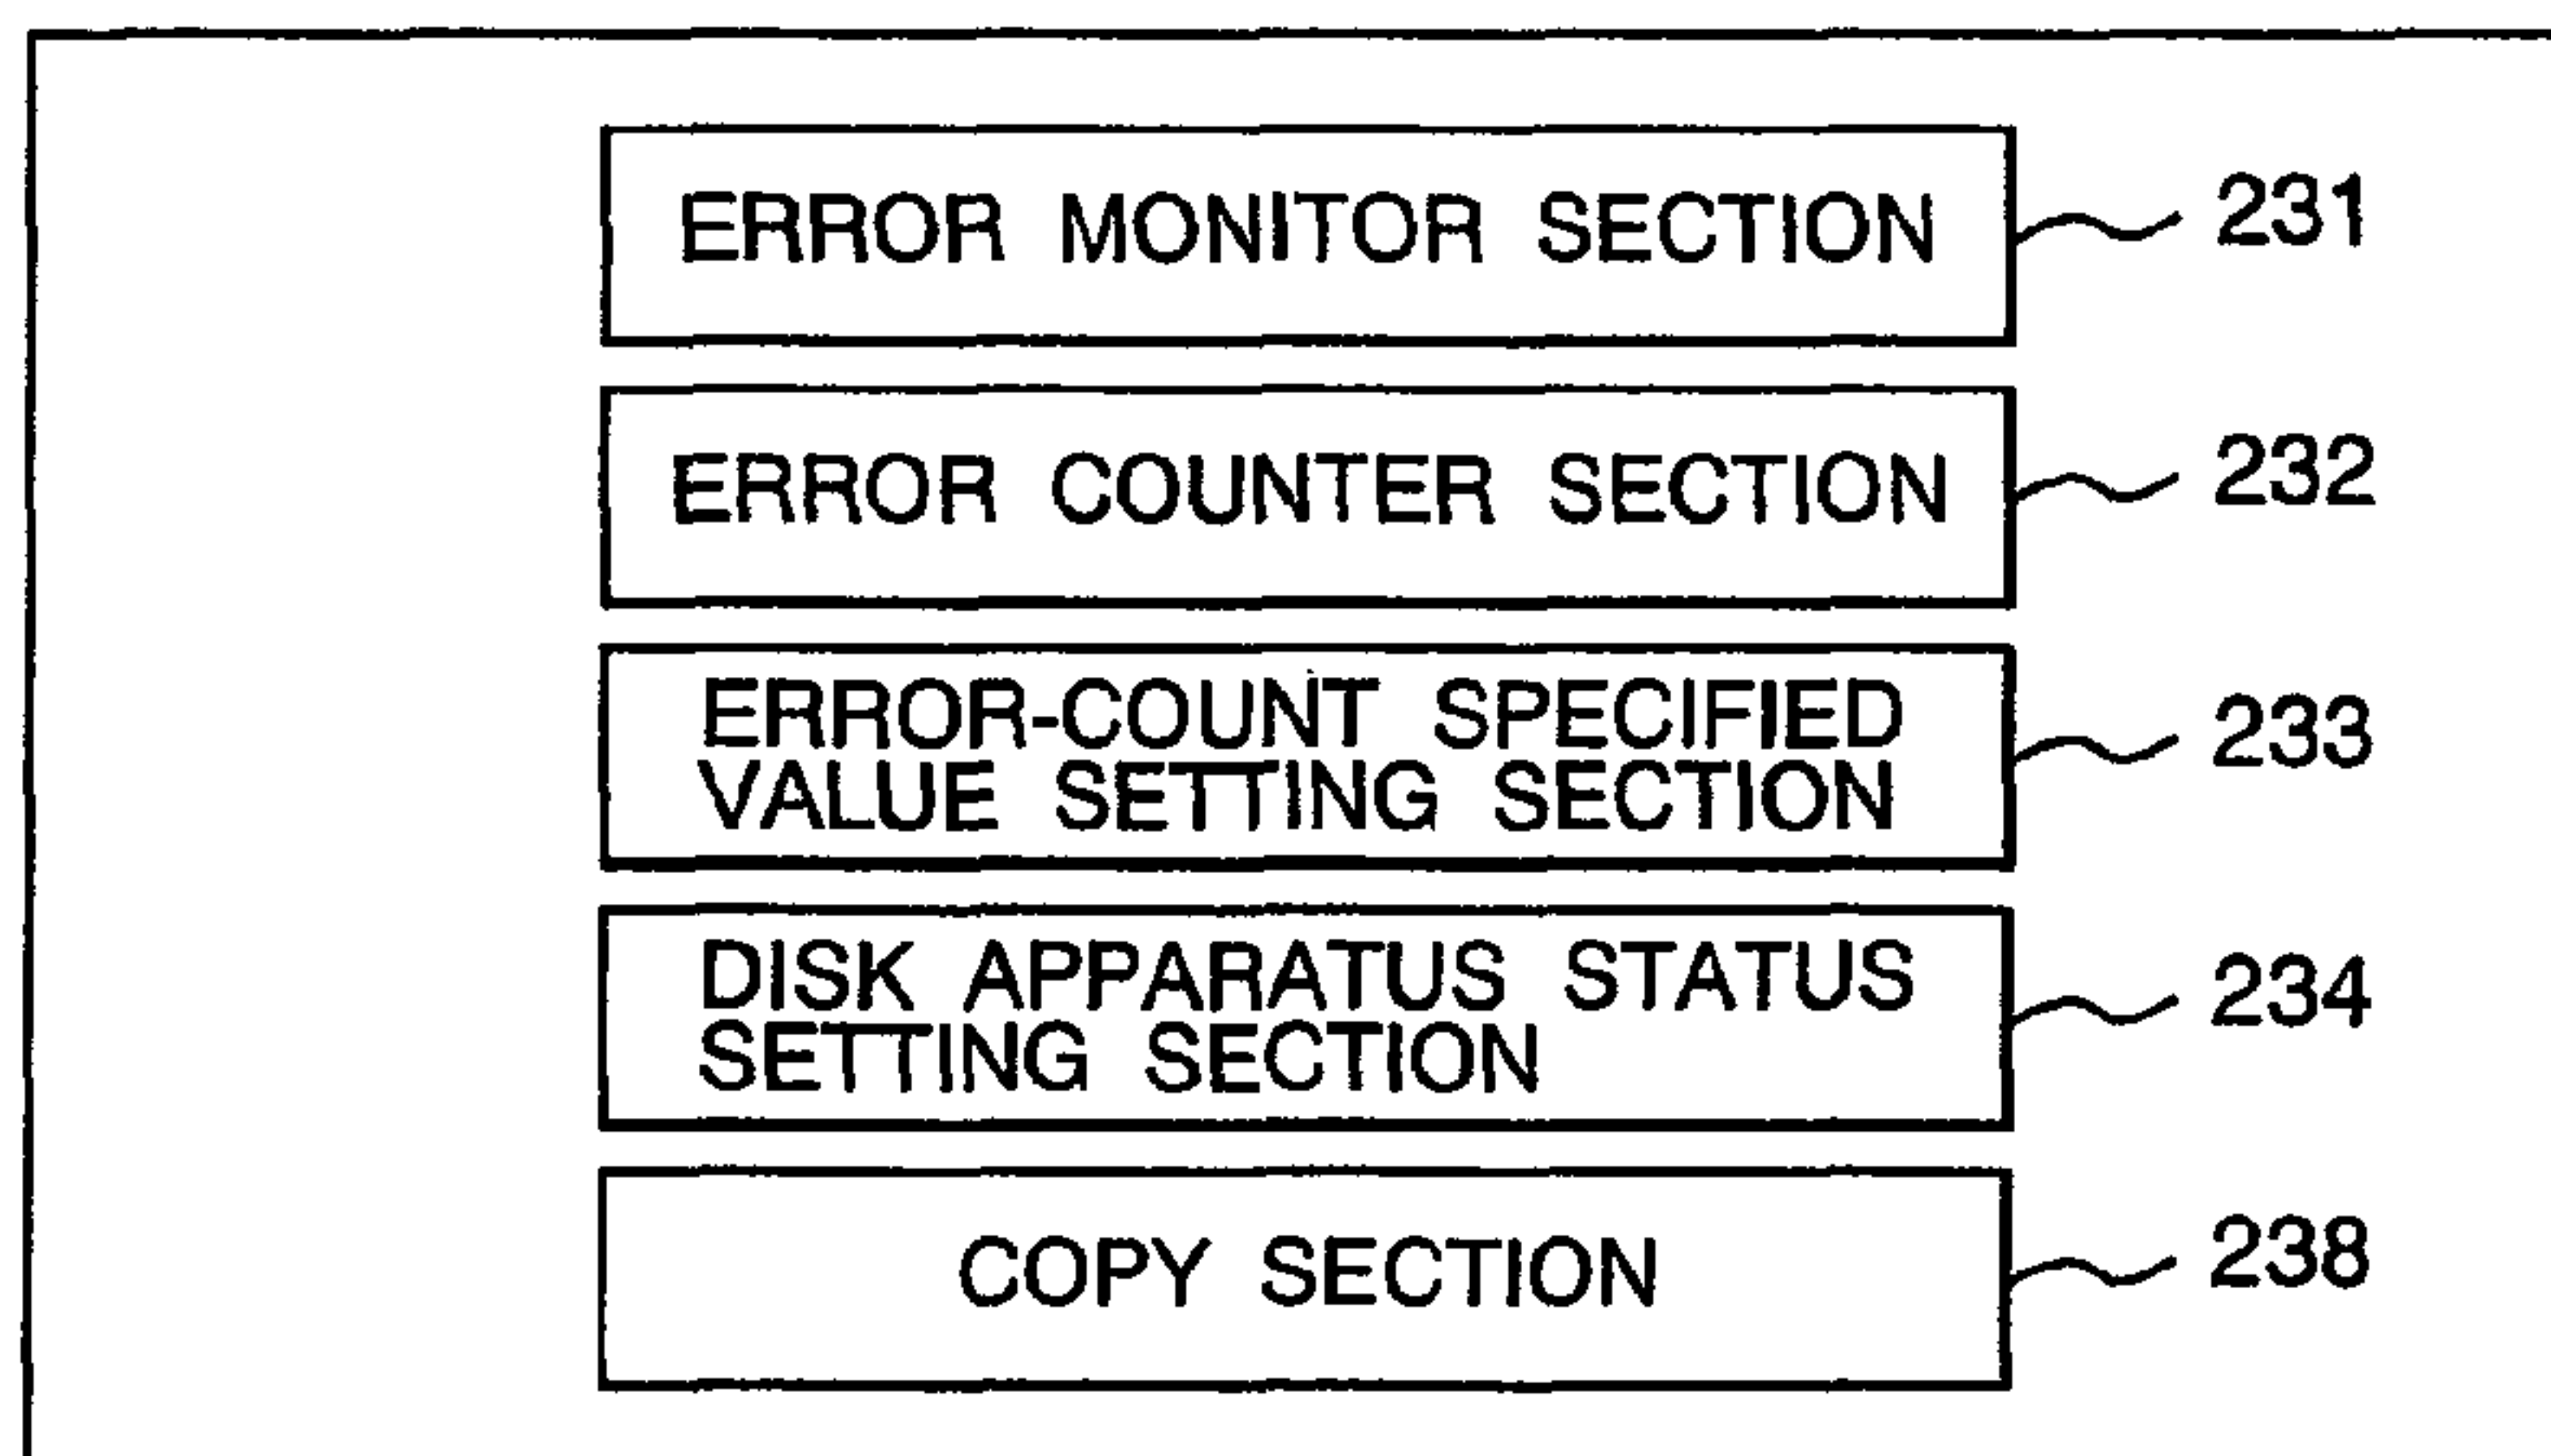 ERROR MONITOR SECTION 231
ERROR COUNTER SECTION 232
ERROR-COUNT SPECIFIED
VALUE SETTING SECTION 233
DISK APPARATUS STATUS
SETTING SECTION 234
COPY SECTION 238